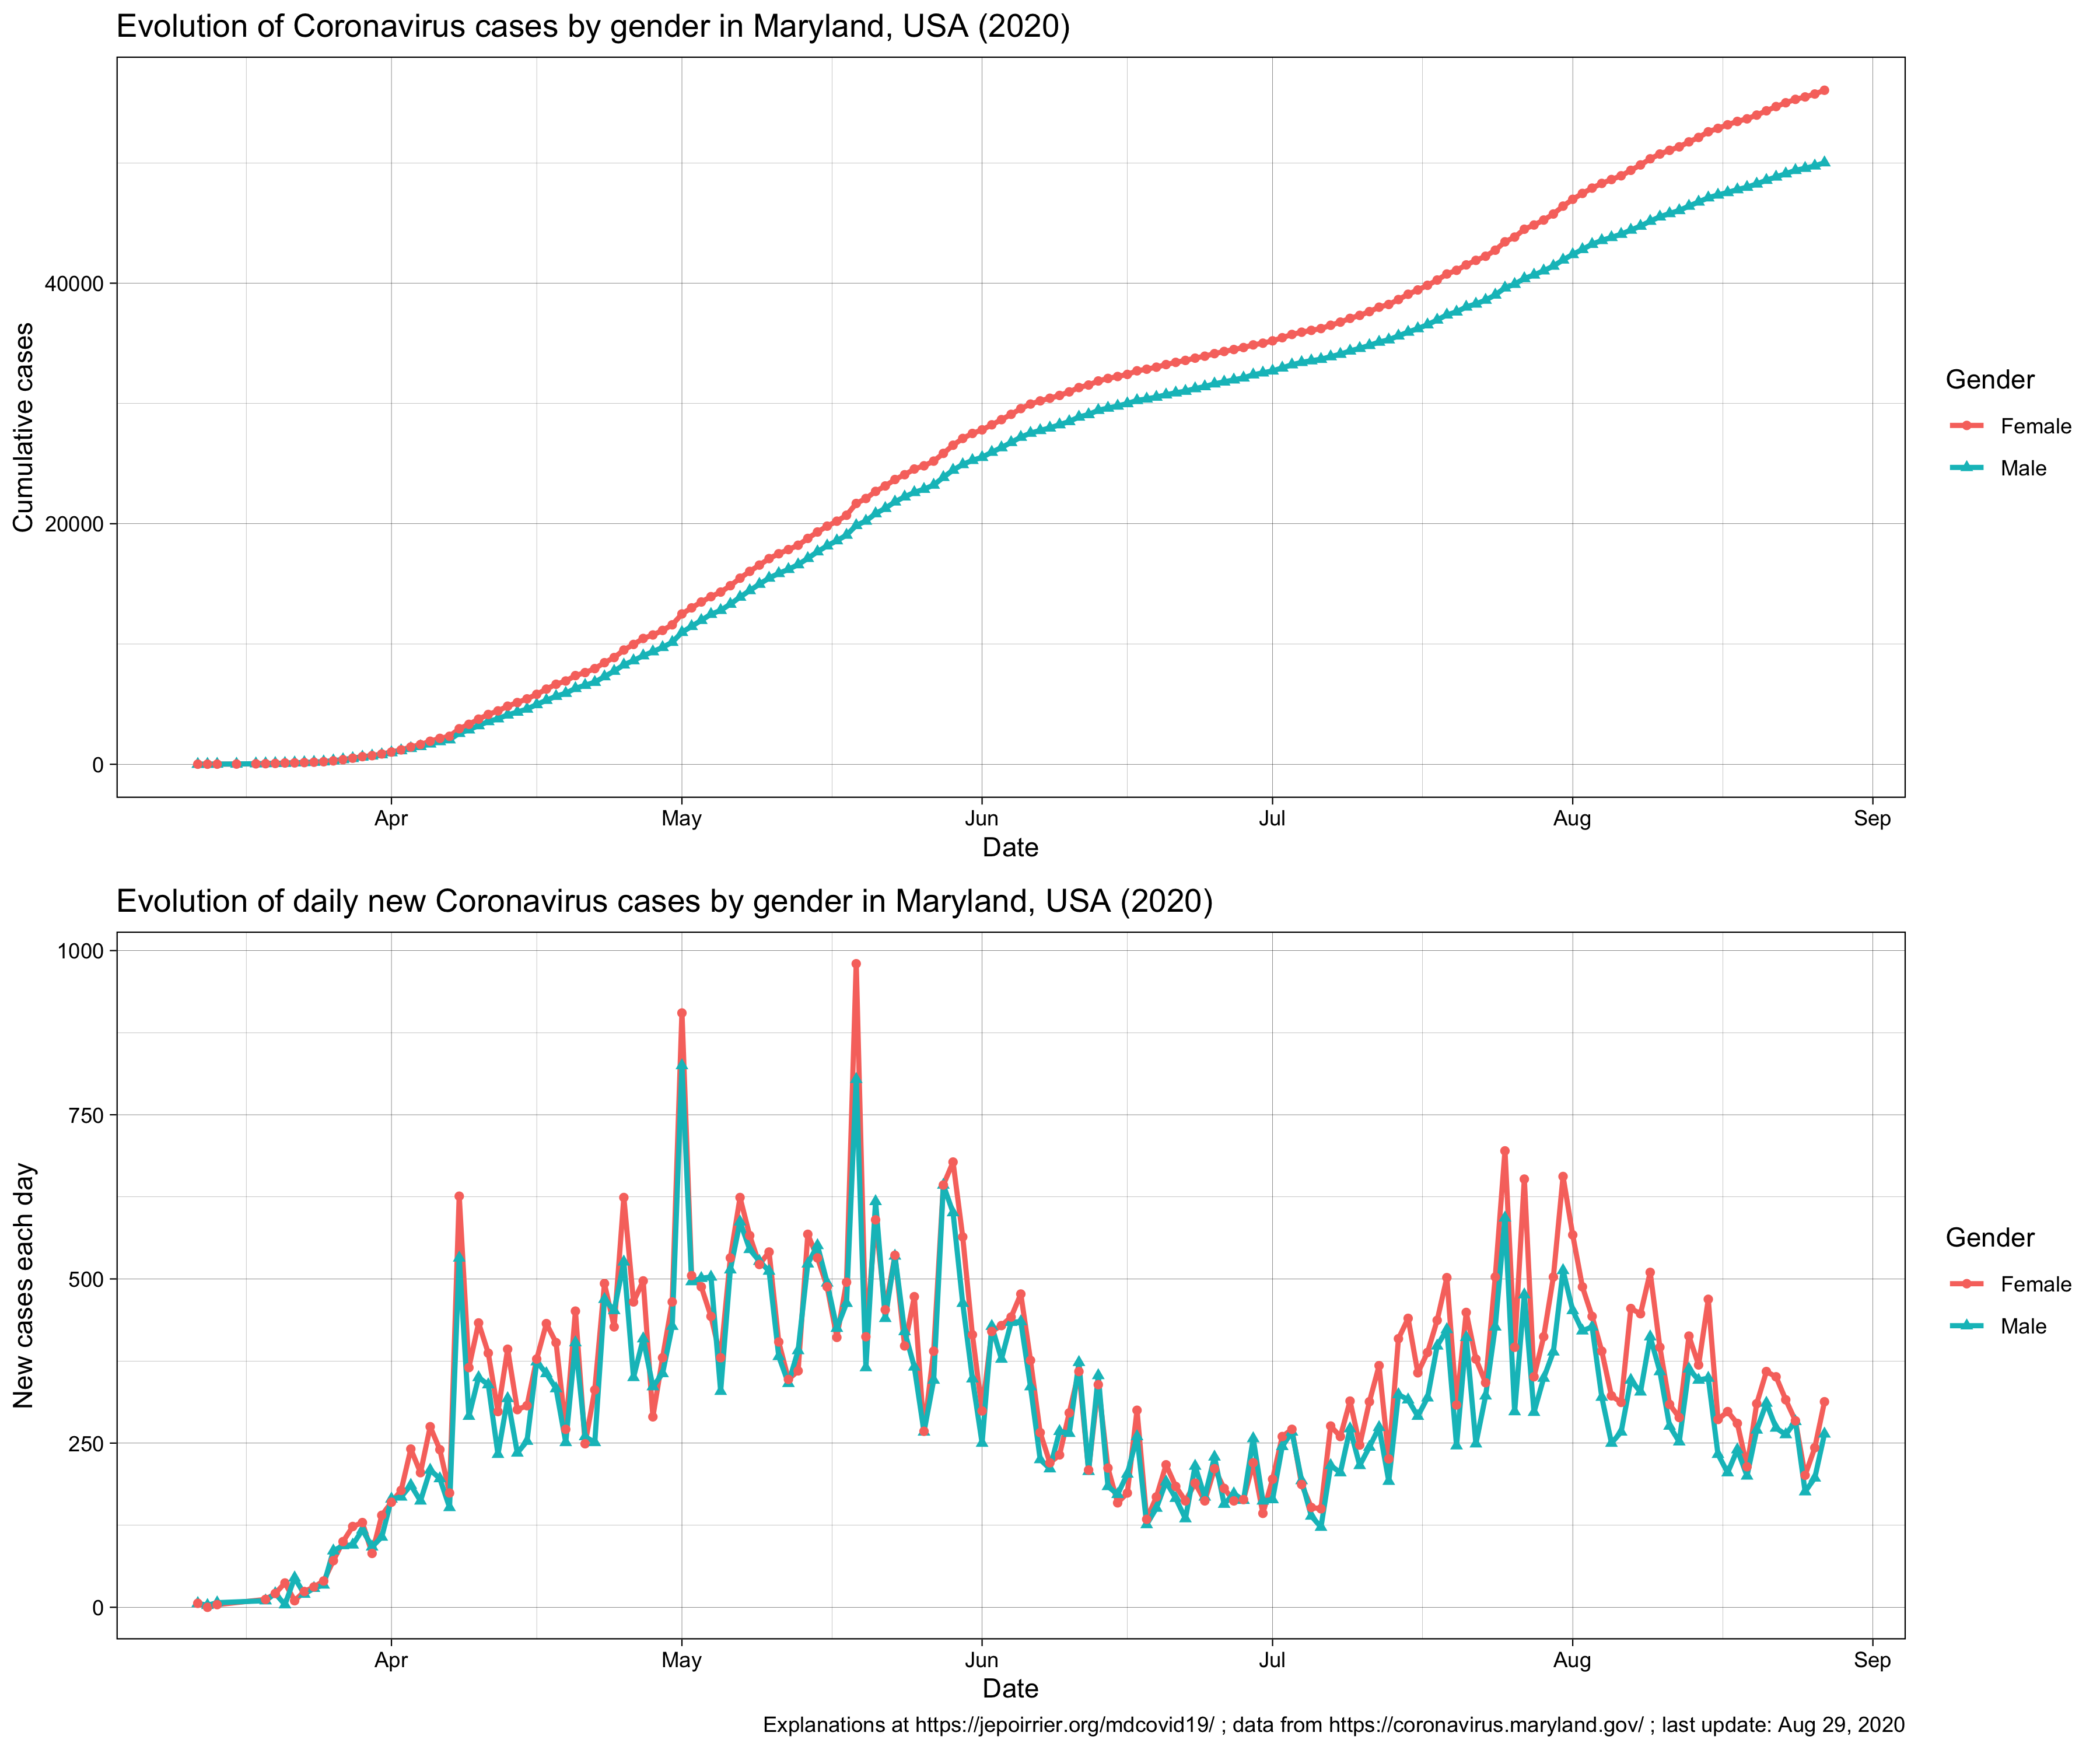 Evolution of Coronavirus cases by gender in Maryland, USA (2020)
Cumulative cases
40000
20000
0
Apr May Jun Jul Aug Sep
Date
Gender
Female
Male
Evolution of daily new Coronavirus cases by gender in Maryland, USA (2020)
New cases each day
1000
750
500
250
0
Apr May Jun Jul Aug Sep
Date
Gender
Female
Male
Explanations at https://jepoirrier.org/mdcovid19/ ; data from https://coronavirus.maryland.gov/ ; last update: Aug 29, 2020